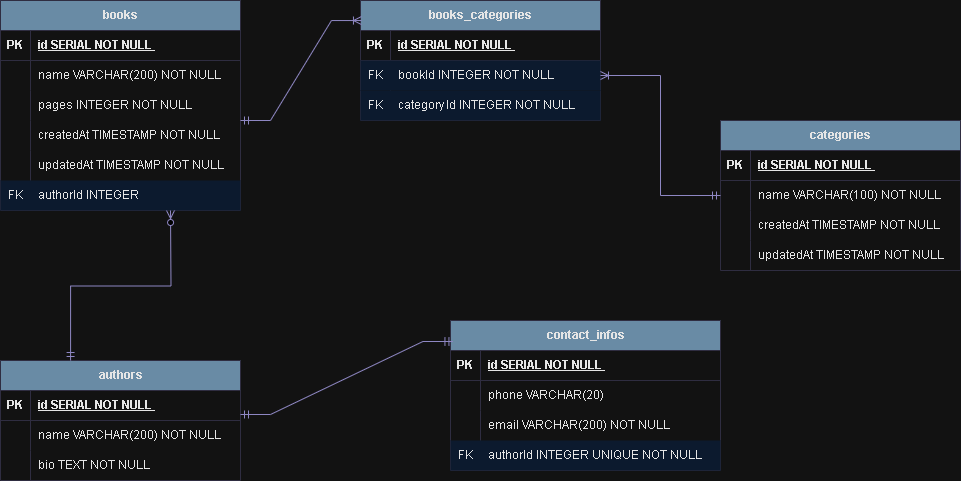 books
PK id SERIAL NOT NULL
name VARCHAR(200) NOT NULL
pages INTEGER NOT NULL
createdAt TIMESTAMP NOT NULL
updatedAt TIMESTAMP NOT NULL
FK authorId INTEGER
books_categories
PK id SERIAL NOT NULL
FK bookId INTEGER NOT NULL
FK categoryId INTEGER NOT NULL
categories
PK id SERIAL NOT NULL
name VARCHAR(100) NOT NULL
createdAt TIMESTAMP NOT NULL
updatedAt TIMESTAMP NOT NULL
authors
PK id SERIAL NOT NULL
name VARCHAR(200) NOT NULL
bio TEXT NOT NULL
contact_infos
PK id SERIAL NOT NULL
phone VARCHAR(20)
email VARCHAR(200) NOT NULL
FK authorId INTEGER UNIQUE NOT NULL